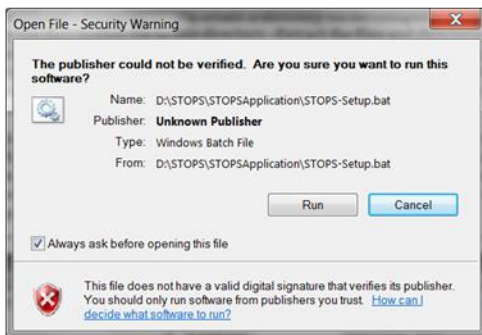 Open File - Security Warning
The publisher could not be verified. Are you sure you want to run this
software?
Name: D:\STOPS\STOPSApplication\STOPS-Setup.bat
Publisher: Unknown Publisher
Type: Windows Batch File
From: D:\STOPS\STOPSApplication\STOPS-Setup.bat
Run Cancel
Always ask before opening this file
This file does not have a valid digital signature that verifies its publisher.
You should only run software from publishers you trust. How can I
decide what software to run?